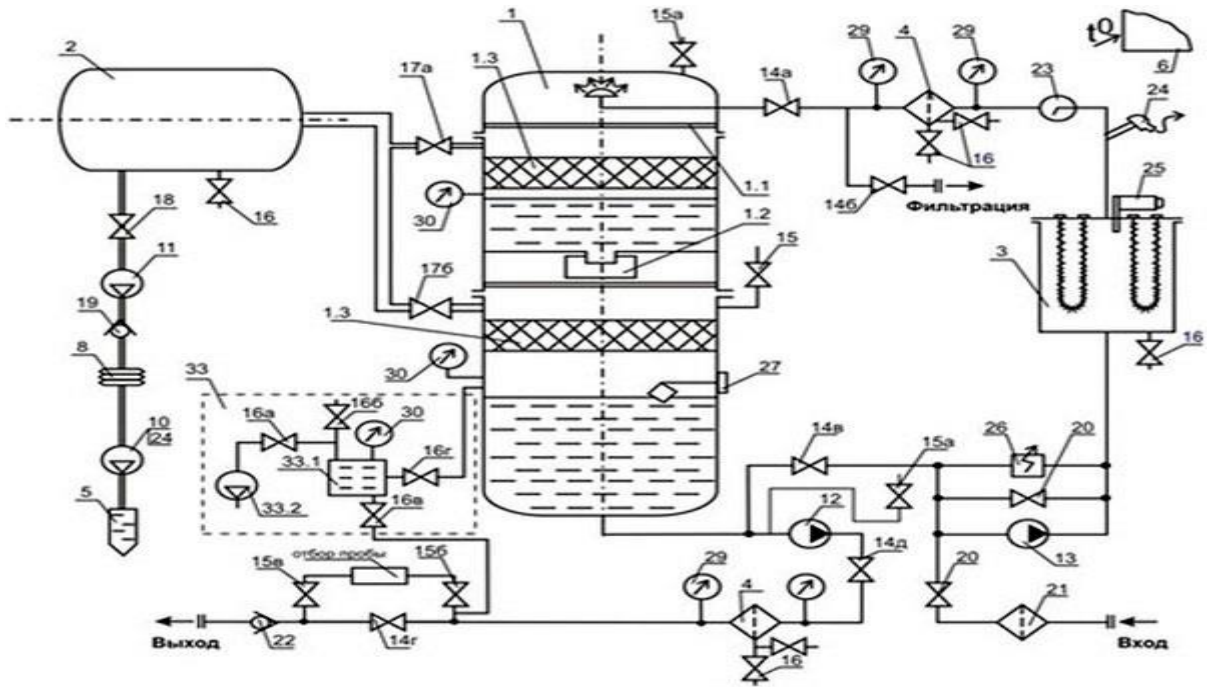 1
15а
29
4
29
t⁰
6
2
17а
1.3
14а
23
24
16
1.1
14б
Фильтрация
25
18
16
30
1.2
15
3
11
17б
19
1.3
16
8
30
27
33
16б
30
14в
26
20
15а
10
24
16а
33.1
16г
12
5
33.2
16в
13
14д
отбор пробы
15в
15б
29
4
20
21
Выход
22
14г
16
Вход